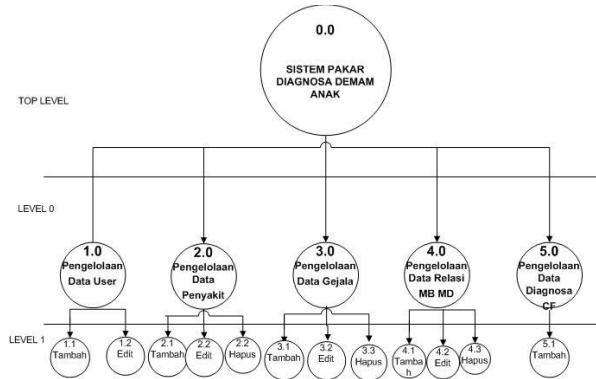 0.0
SISTEM PAKAR
DIAGNOSA DEMAM
ANAK
TOP LEVEL
LEVEL 0
1.0
Pengelolaan
Data User
2.0
Pengelolaan
Data
Penyakit
3.0
Pengelolaan
Data Gejala
4.0
Pengelolaan
Data Relasi
MB MD
5.0
Pengelolaan
Data
Diagnosa
CF
LEVEL 1
1.1
Tambah
1.2
Edit
2.1
Tambah
2.2
Edit
2.2
Hapus
3.1
Tambah
3.2
Edit
3.3
Hapus
4.1
Tamba
h
4.2
Edit
4.3
Hapus
5.1
Tambah